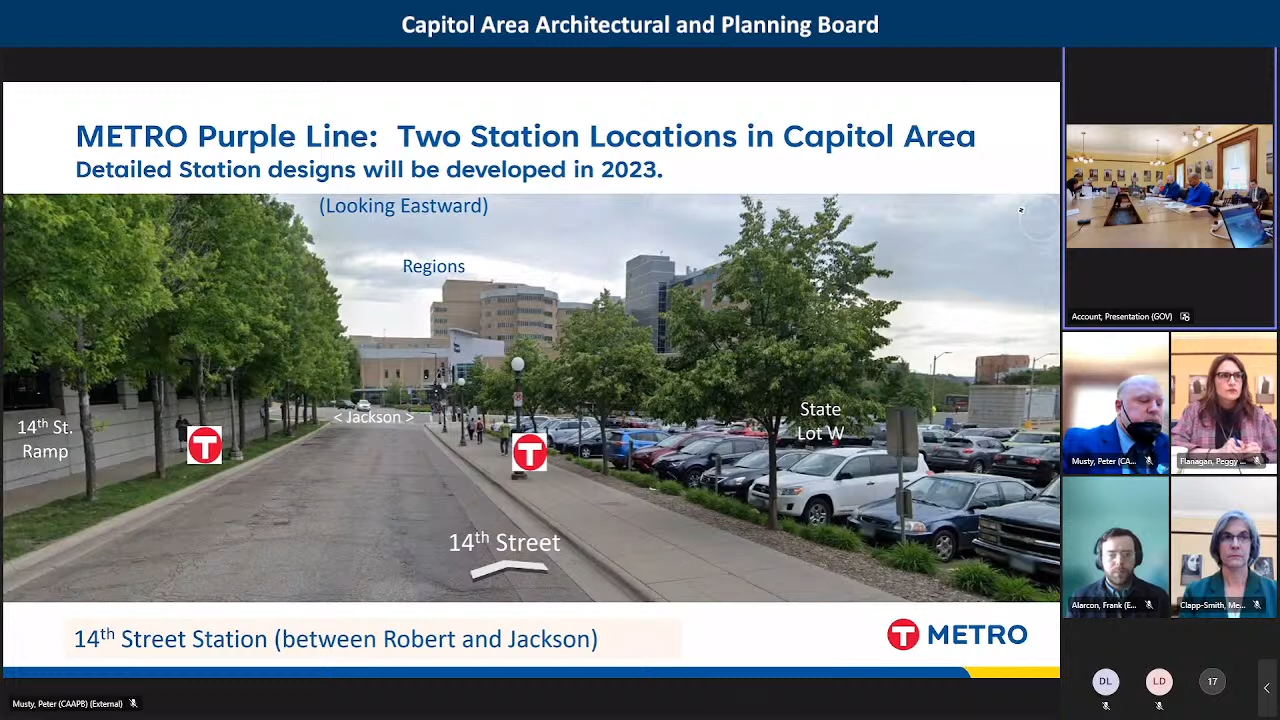 Capitol Area Architectural and Planning Board
METRO Purple Line: Two Station Locations in Capitol Area
Detailed Station designs will be developed in 2023.
(Looking Eastward)
Regions
< Jackson >
State
Lot W
14th St.
Ramp
T
T
14th Street
14th Street Station (between Robert and Jackson)
T METRO
Account, Presentation (GOV)
Musty, Peter (CA...
Flanagan, Peggy ...
Alarcon, Frank (E...
Clapp-Smith, Me...
DL
LD
17
Musty, Peter (CAAPB) (External)